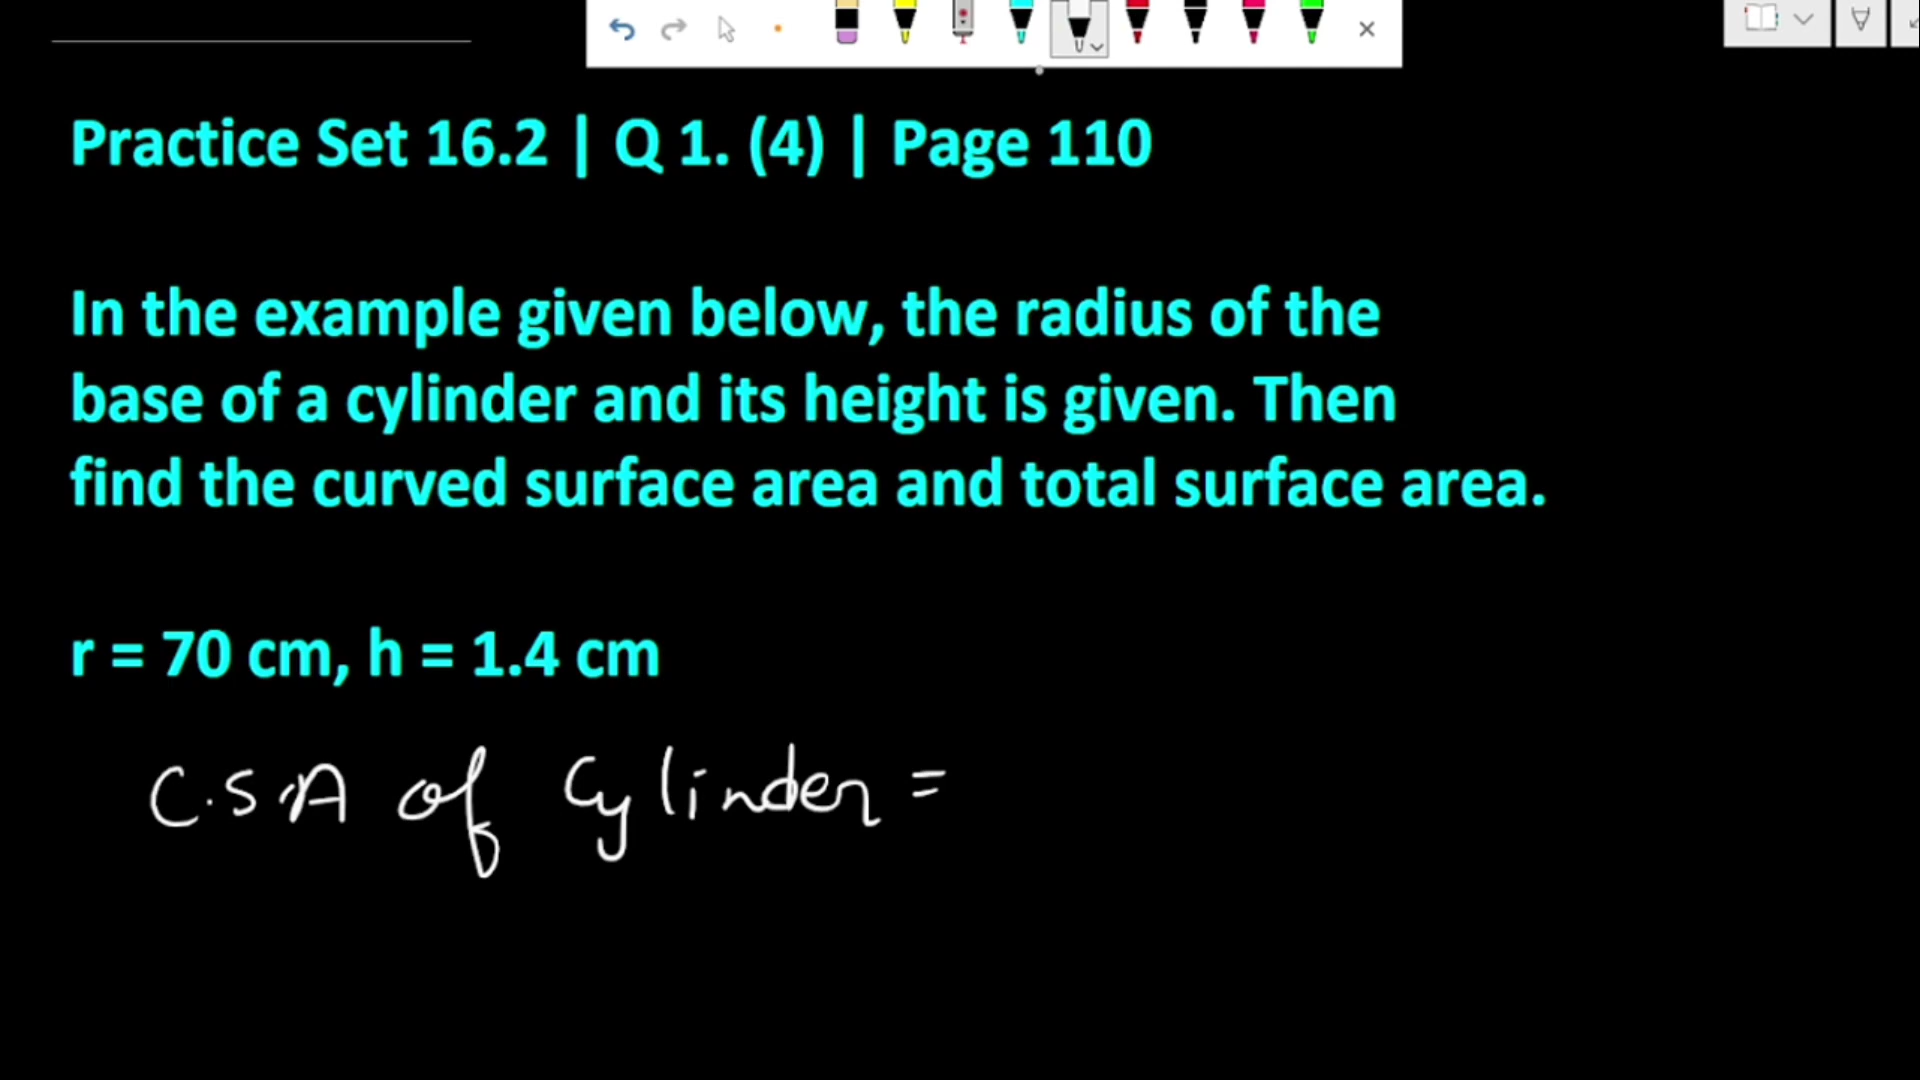 Practice Set 16.2 | Q 1. (4) | Page 110
In the example given below, the radius of the
base of a cylinder and its height is given. Then
find the curved surface area and total surface area.
r = 70 cm, h = 1.4 cm
C.S.A of Cylinder =